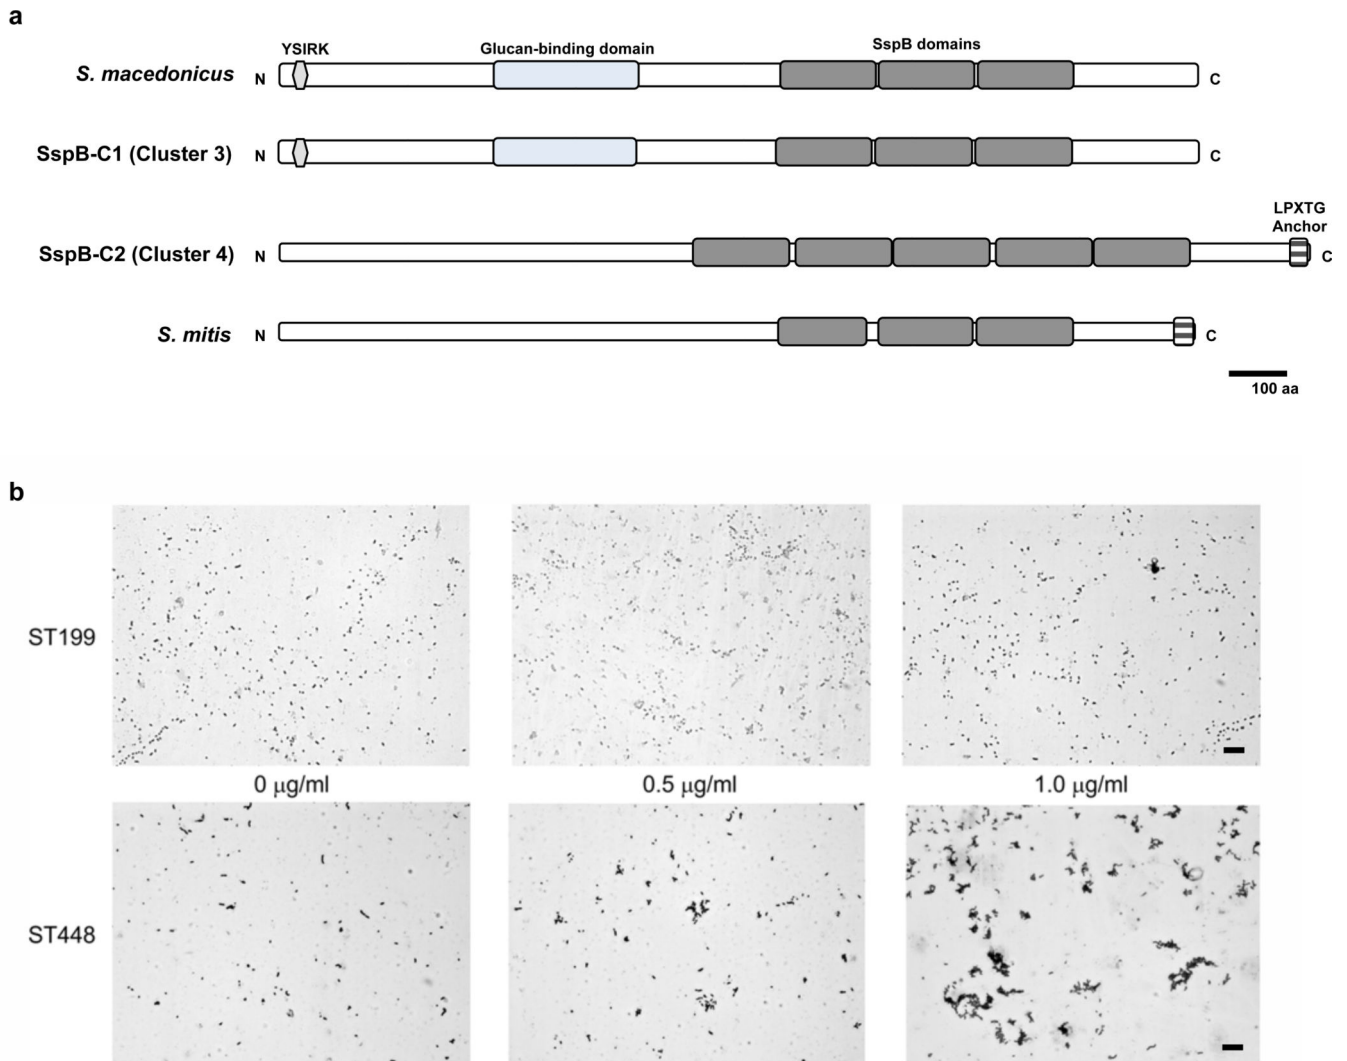 a
YSIRK
Glucan-binding domain
SspB domains
S. macedonicus
N
C
SspB-C1 (Cluster 3)
N
C
LPXTG
Anchor
SspB-C2 (Cluster 4)
N
C
S. mitis
N
C
100 aa
b
ST199
0 μg/ml
0.5 μg/ml
1.0 μg/ml
ST448